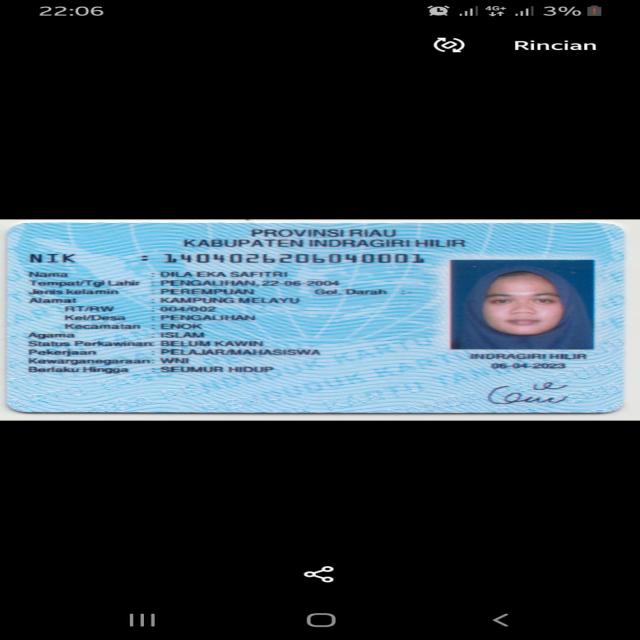 22:06 4G+ 3%
Rincian
PROVINSI RIAU
KABUPATEN INDRAGIRI HILIR
NIK : 1404026206040001
Nama : DILA EKA SAFITRI
Tempat/Tgl Lahir : PENGALIHAN, 22-06-2004
Jenis kelamin : PEREMPUAN Gol. Darah : -
Alamat : KAMPUNG MELAYU
RT/RW : 004/002
Kel/Desa : PENGALIHAN
Kecamatan : ENOK
Agama : ISLAM
Status Perkawinan: BELUM KAWIN
Pekerjaan : PELAJAR/MAHASISWA
Kewarganegaraan: WNI
Berlaku Hingga : SEUMUR HIDUP
INDRAGIRI HILIR
06-04-2023